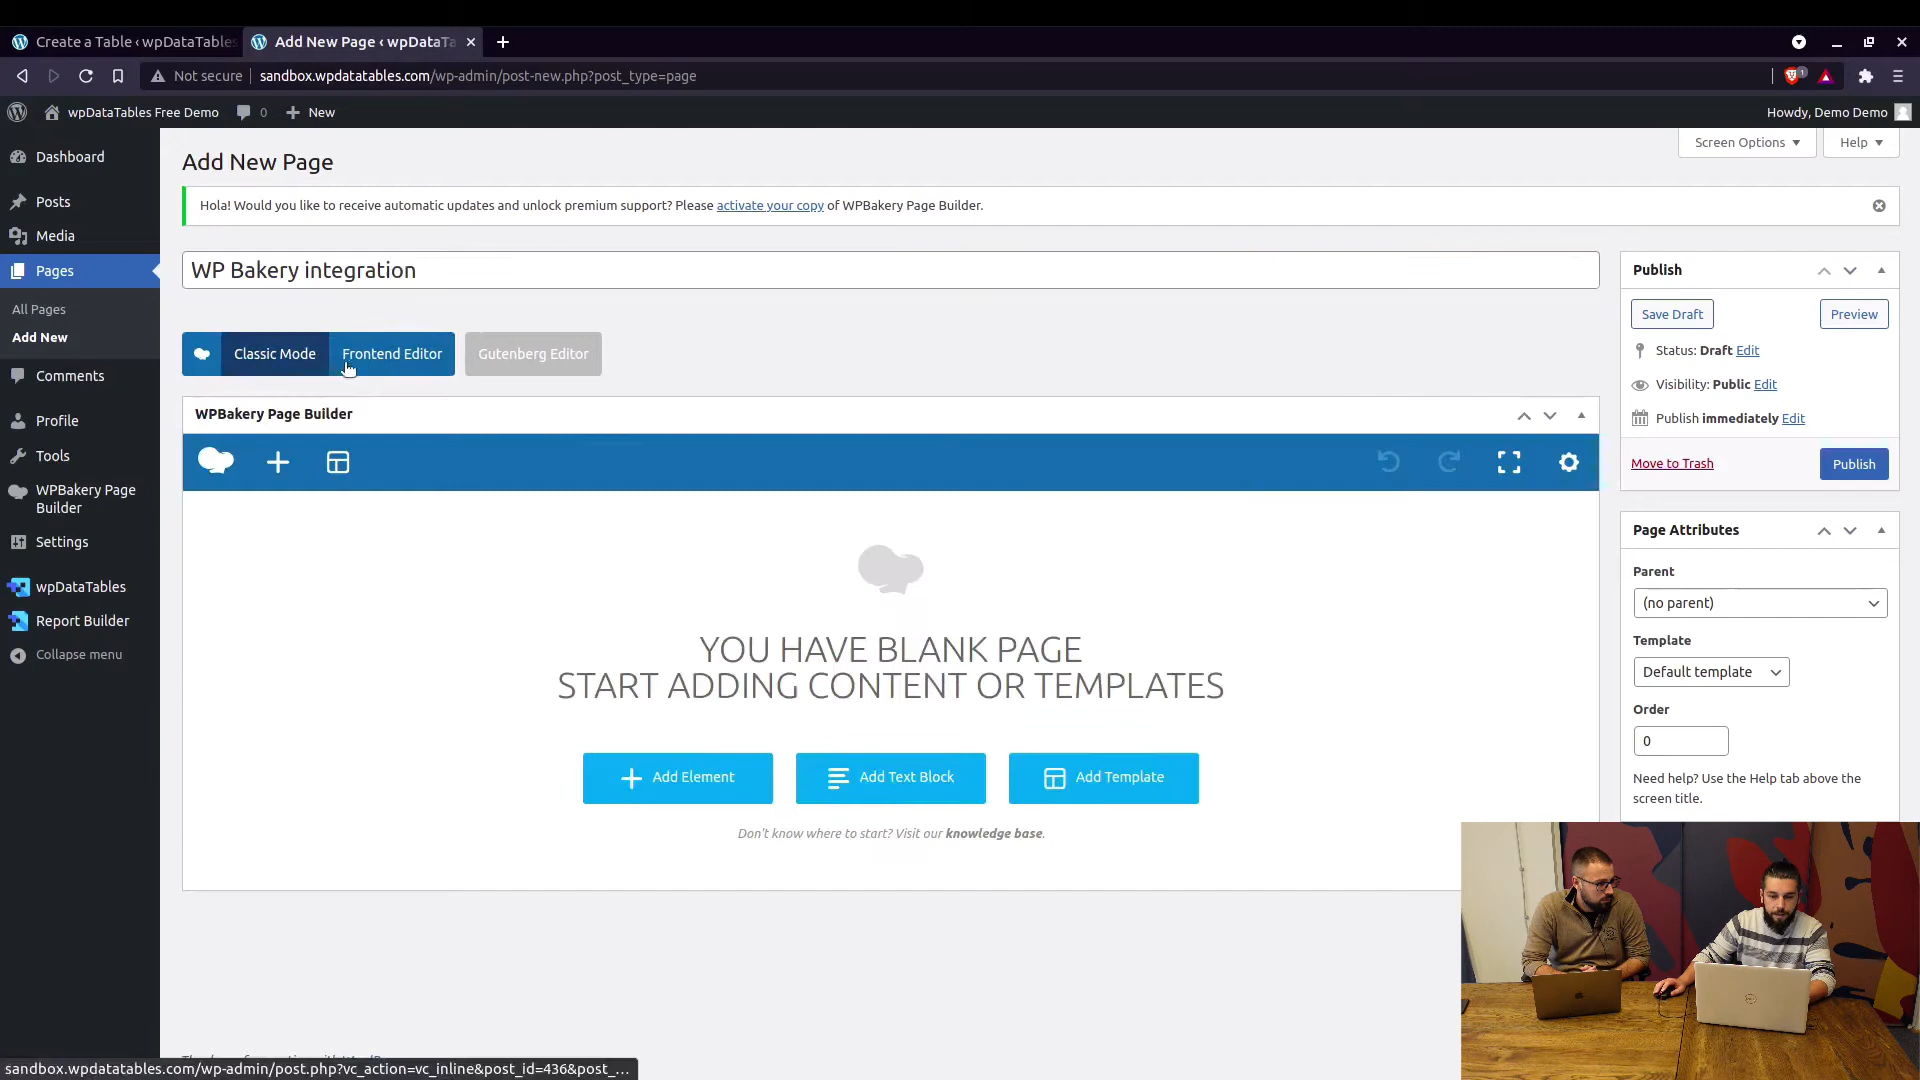 Create a Table ‹ wpDataTables
Add New Page ‹ wpDataTa
Not secure
sandbox.wpdatatables.com/wp-admin/post-new.php?post_type=page
1
wpDataTables Free Demo
0
New
Howdy, Demo Demo
Dashboard
Posts
Media
Pages
All Pages
Add New
Comments
Profile
Tools
WPBakery Page
Builder
Settings
wpDataTables
Report Builder
Collapse menu
Screen Options
Help
Add New Page
Hola! Would you like to receive automatic updates and unlock premium support? Please activate your copy of WPBakery Page Builder.
WP Bakery integration
Classic Mode
Frontend Editor
Gutenberg Editor
WPBakery Page Builder
YOU HAVE BLANK PAGE
START ADDING CONTENT OR TEMPLATES
Add Element
Add Text Block
Add Template
Don't know where to start? Visit our knowledge base.
Publish
Save Draft
Preview
Status: Draft Edit
Visibility: Public Edit
Publish immediately Edit
Move to Trash
Publish
Page Attributes
Parent
(no parent)
Template
Default template
Order
0
Need help? Use the Help tab above the
screen title.
sandbox.wpdatatables.com/wp-admin/post.php?vc_action=vc_inline&post_id=436&post_…